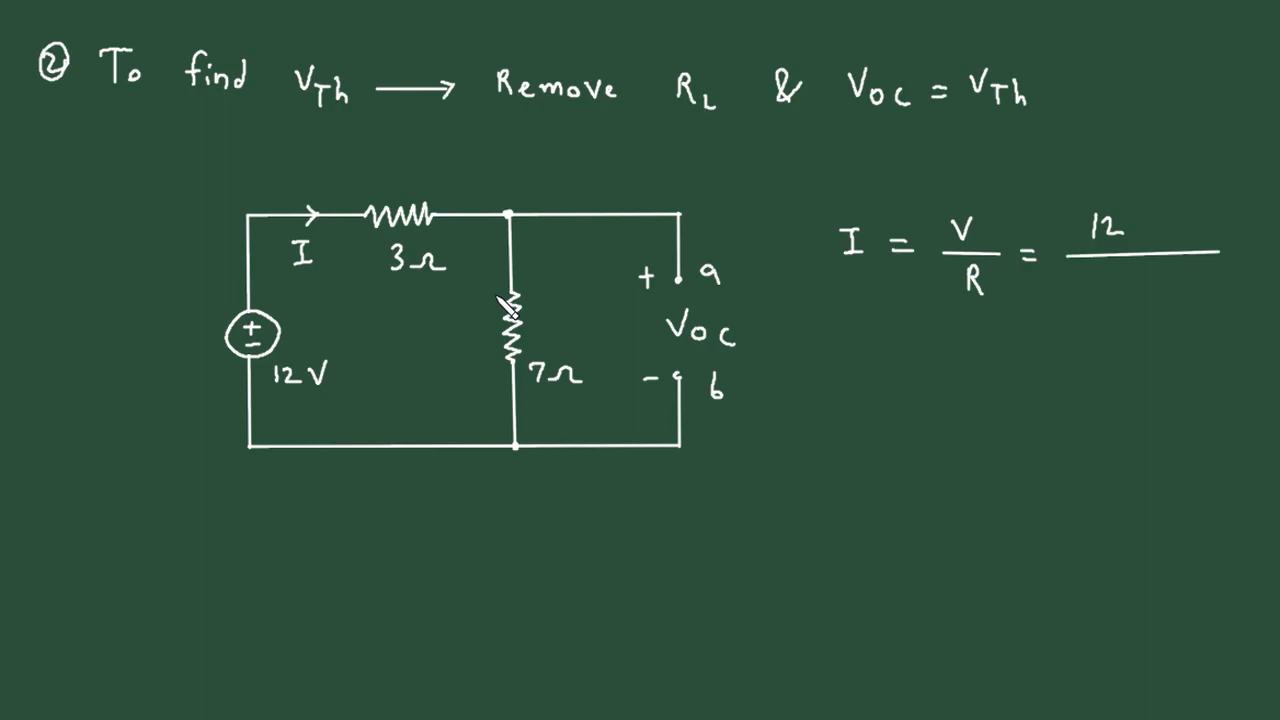 ② To find VTh ⟶ Remove RL & VOC = VTh
I
3Ω
12V
7Ω
+ a
VOC
- b
I = V/R = 12/